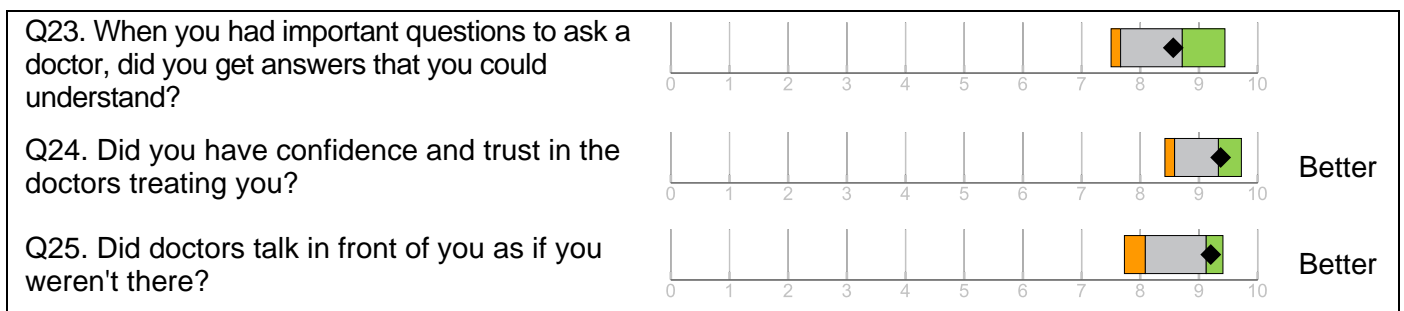 Q23. When you had important questions to ask a
doctor, did you get answers that you could
understand?
0 1 2 3 4 5 6 7 8 9 10
Q24. Did you have confidence and trust in the
doctors treating you?
0 1 2 3 4 5 6 7 8 9 10
Better
Q25. Did doctors talk in front of you as if you
weren't there?
0 1 2 3 4 5 6 7 8 9 10
Better